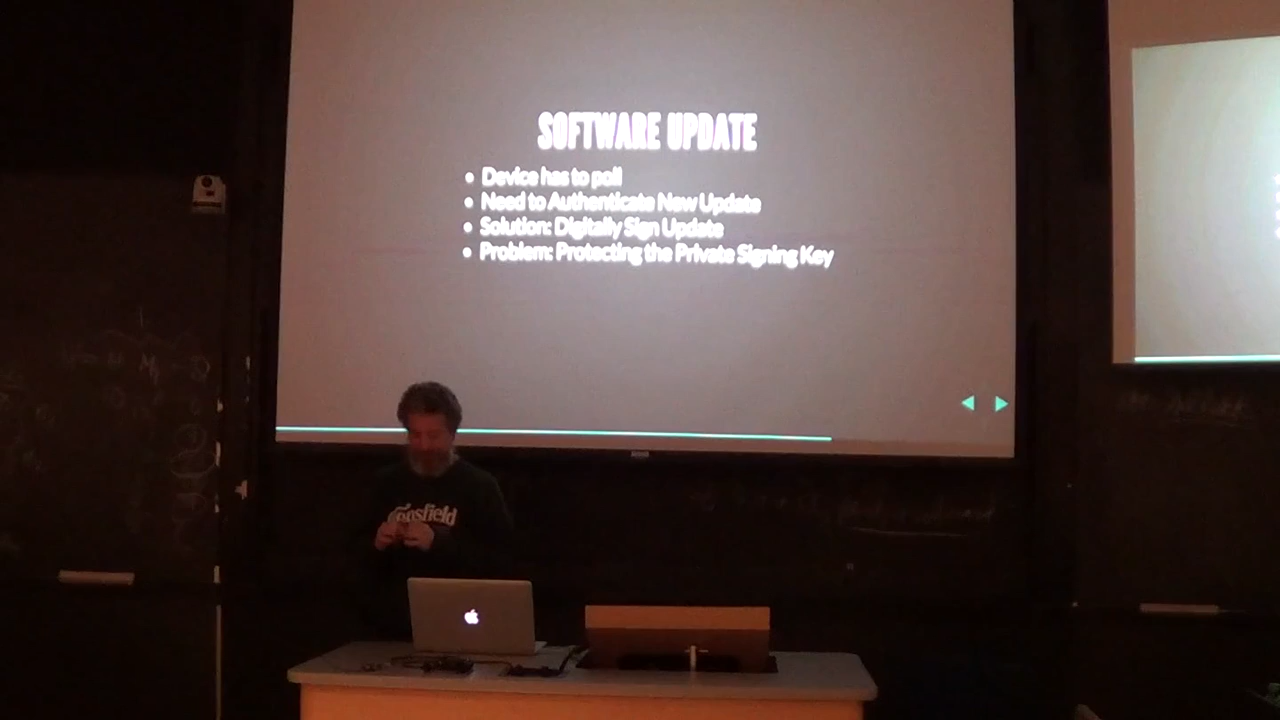 SOFTWARE UPDATE
• Device has to poll
• Need to Authenticate New Update
• Solution: Digitally Sign Update
• Problem: Protecting the Private Signing Key